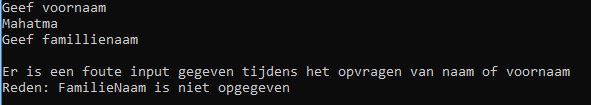 Geef voornaam
Mahatma
Geef famillienaam
Er is een foute input gegeven tijdens het opvragen van naam of voornaam
Reden: FamilieNaam is niet opgegeven